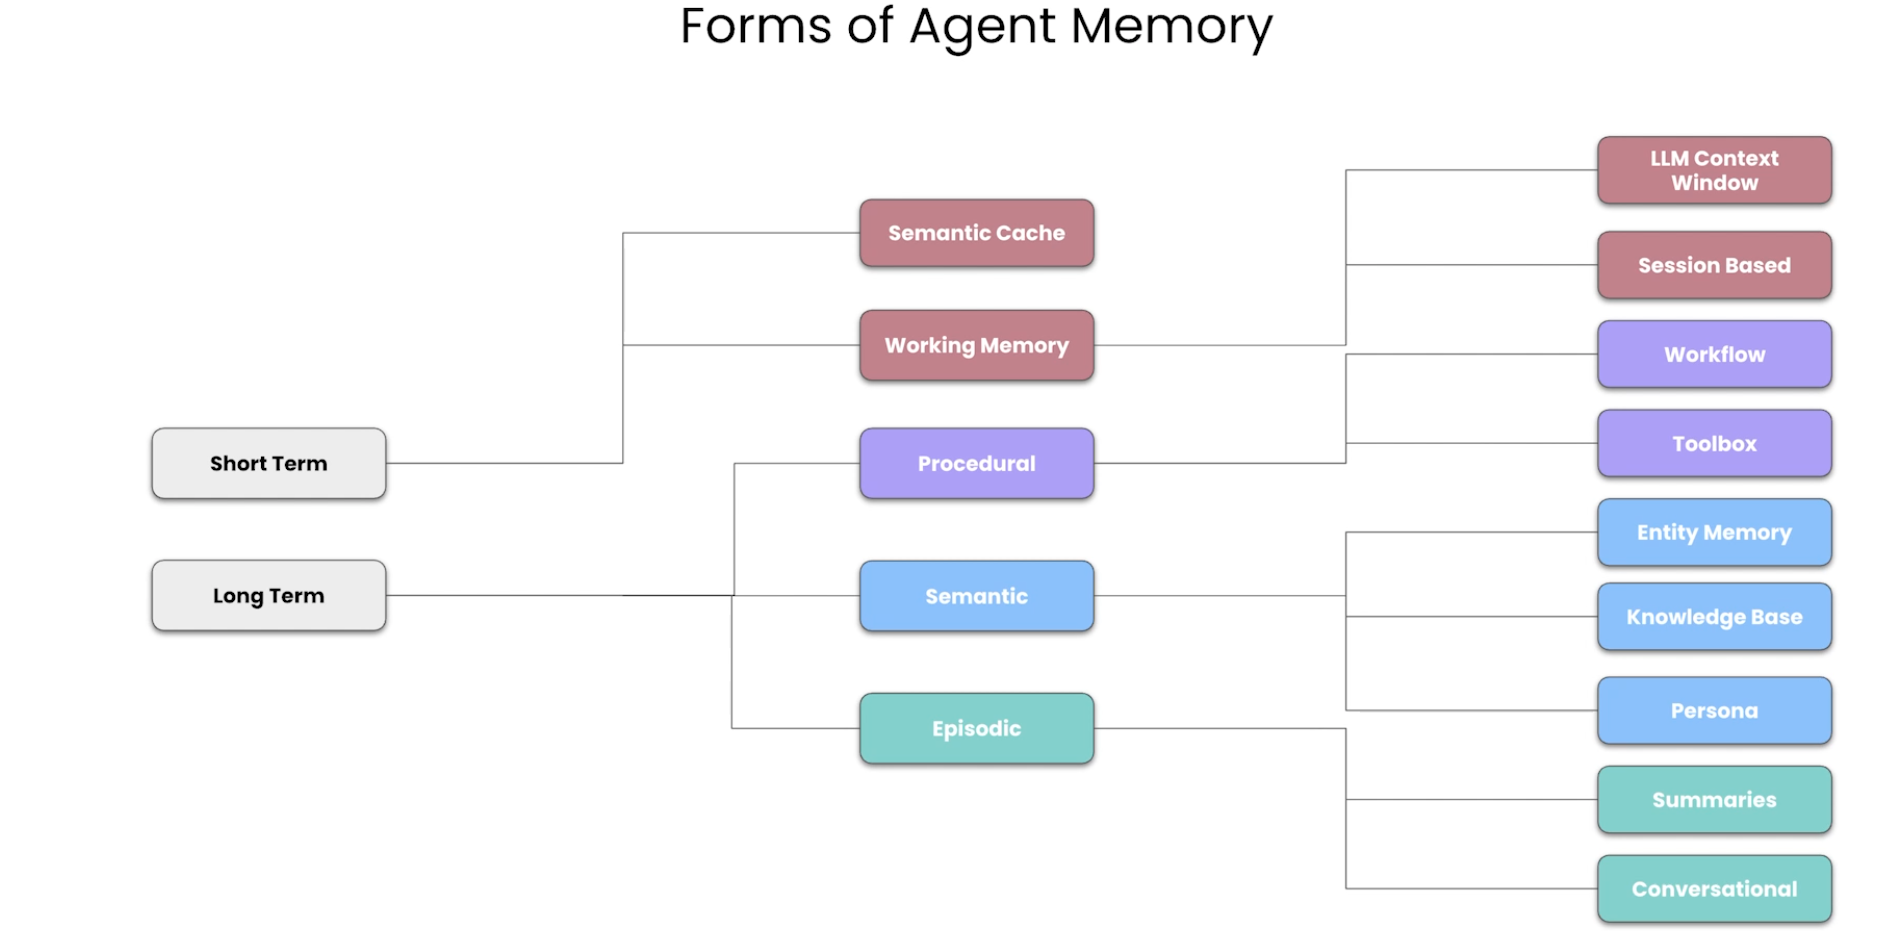 Forms of Agent Memory
Short Term
Long Term
Semantic Cache
Working Memory
Procedural
Semantic
Episodic
LLM Context
Window
Session Based
Workflow
Toolbox
Entity Memory
Knowledge Base
Persona
Summaries
Conversational